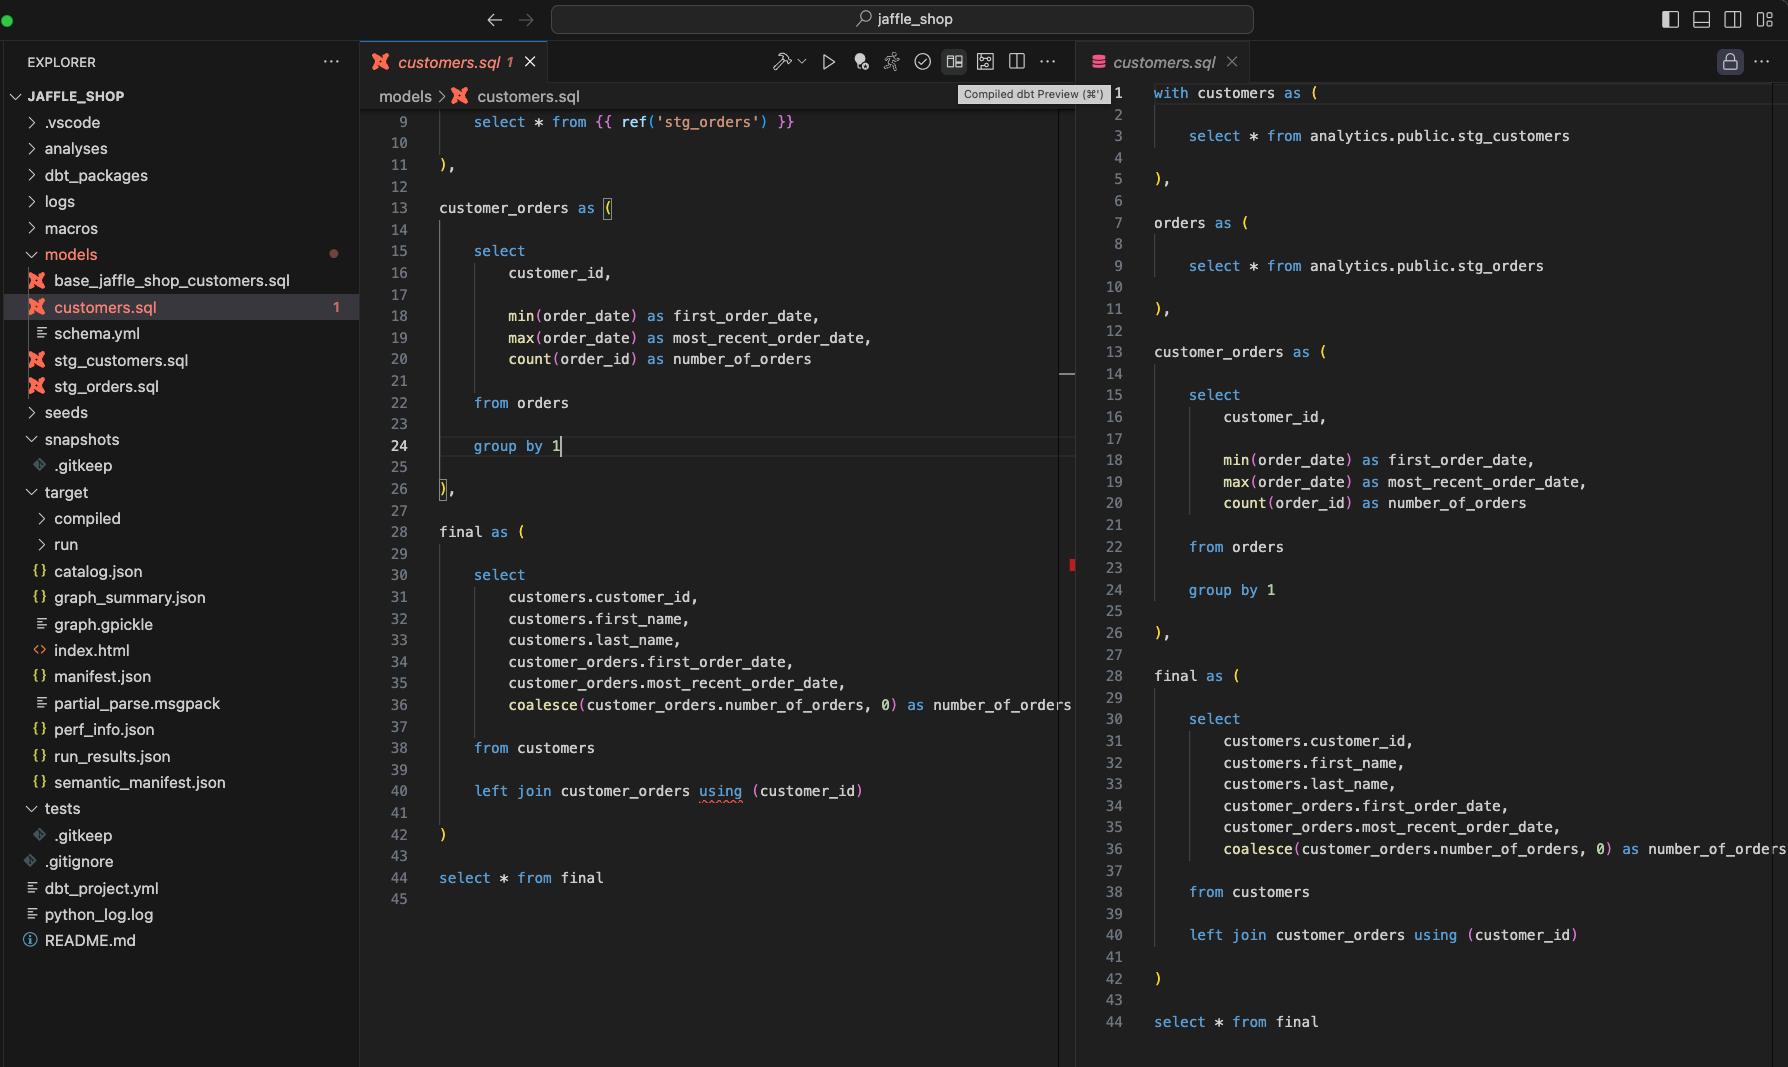 jaffle_shop
EXPLORER
JAFFLE_SHOP
.vscode
analyses
dbt_packages
logs
macros
models
base_jaffle_shop_customers.sql
customers.sql 1
schema.yml
stg_customers.sql
stg_orders.sql
seeds
snapshots
.gitkeep
target
compiled
run
catalog.json
graph_summary.json
graph.gpickle
index.html
manifest.json
partial_parse.msgpack
perf_info.json
run_results.json
semantic_manifest.json
tests
.gitkeep
.gitignore
dbt_project.yml
python_log.log
README.md
customers.sql 1
models > customers.sql
Compiled dbt Preview (⌘')
9 select * from {{ ref('stg_orders') }}
10
11 ),
12
13 customer_orders as (
14
15 select
16 customer_id,
17
18 min(order_date) as first_order_date,
19 max(order_date) as most_recent_order_date,
20 count(order_id) as number_of_orders
21
22 from orders
23
24 group by 1
25
26 ),
27
28 final as (
29
30 select
31 customers.customer_id,
32 customers.first_name,
33 customers.last_name,
34 customer_orders.first_order_date,
35 customer_orders.most_recent_order_date,
36 coalesce(customer_orders.number_of_orders, 0) as number_of_orders
37
38 from customers
39
40 left join customer_orders using (customer_id)
41
42 )
43
44 select * from final
45
customers.sql
1 with customers as (
2
3 select * from analytics.public.stg_customers
4
5 ),
6
7 orders as (
8
9 select * from analytics.public.stg_orders
10
11 ),
12
13 customer_orders as (
14
15 select
16 customer_id,
17
18 min(order_date) as first_order_date,
19 max(order_date) as most_recent_order_date,
20 count(order_id) as number_of_orders
21
22 from orders
23
24 group by 1
25
26 ),
27
28 final as (
29
30 select
31 customers.customer_id,
32 customers.first_name,
33 customers.last_name,
34 customer_orders.first_order_date,
35 customer_orders.most_recent_order_date,
36 coalesce(customer_orders.number_of_orders, 0) as number_of_orders
37
38 from customers
39
40 left join customer_orders using (customer_id)
41
42 )
43
44 select * from final